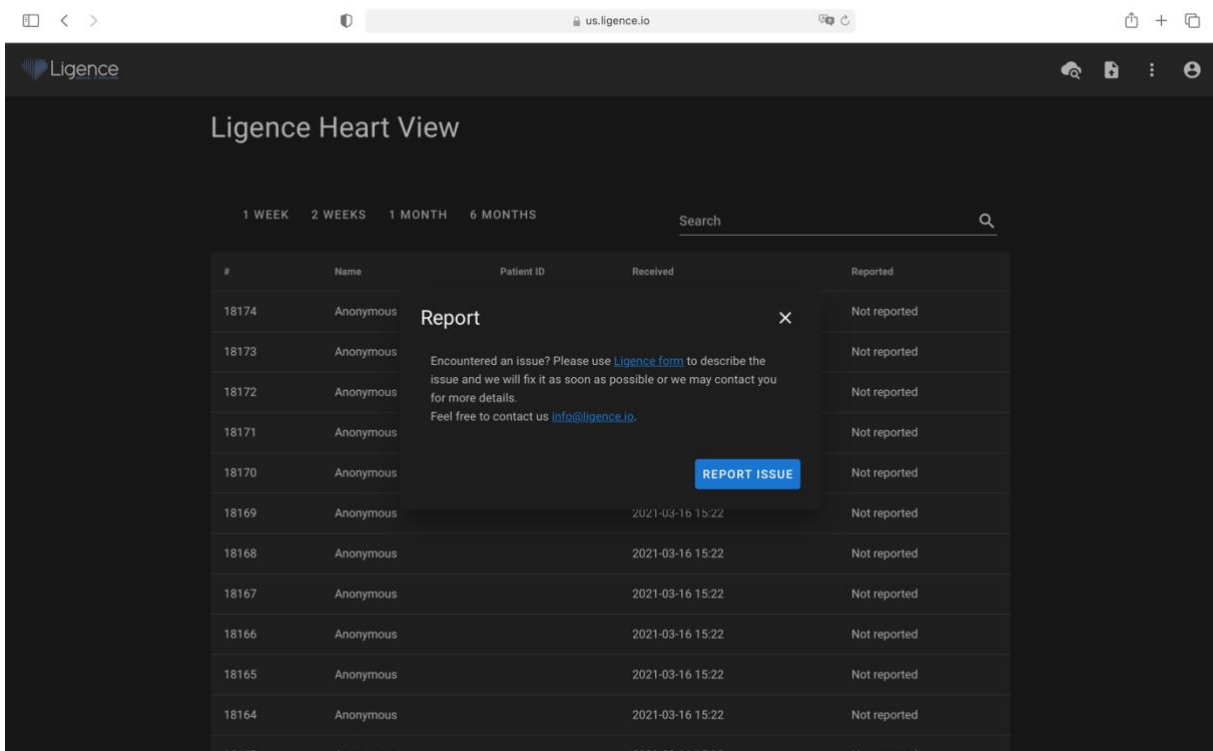 us.ligence.io
Ligence
Ligence Heart View
1 WEEK 2 WEEKS 1 MONTH 6 MONTHS Search
# Name Patient ID Received Reported
18174 Anonymous Not reported
18173 Anonymous Not reported
18172 Anonymous Not reported
18171 Anonymous Not reported
18170 Anonymous Not reported
Report
Encountered an issue? Please use Ligence form to describe the
issue and we will fix it as soon as possible or we may contact you
for more details.
Feel free to contact us info@ligence.io.
REPORT ISSUE
18169 Anonymous 2021-03-16 15:22 Not reported
18168 Anonymous 2021-03-16 15:22 Not reported
18167 Anonymous 2021-03-16 15:22 Not reported
18166 Anonymous 2021-03-16 15:22 Not reported
18165 Anonymous 2021-03-16 15:22 Not reported
18164 Anonymous 2021-03-16 15:22 Not reported